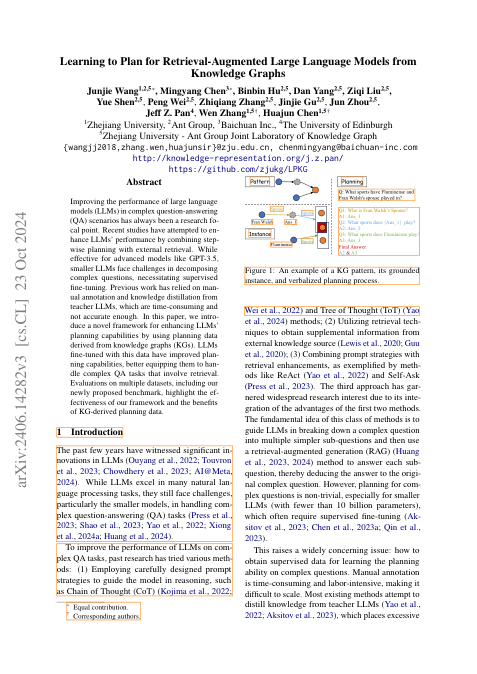 arXiv:2406.14282v3 [cs.CL] 23 Oct 2024
Learning to Plan for Retrieval-Augmented Large Language Models from
Knowledge Graphs
Junjie Wang1,2,5*, Mingyang Chen3*, Binbin Hu2,5, Dan Yang2,5, Ziqi Liu2,5,
Yue Shen2,5, Peng Wei2,5, Zhiqiang Zhang2,5, Jinjie Gu2,5, Jun Zhou2,5,
Jeff Z. Pan4, Wen Zhang1,5†, Huajun Chen1,5†
1Zhejiang University, 2Ant Group, 3Baichuan Inc., 4The University of Edinburgh
5Zhejiang University - Ant Group Joint Laboratory of Knowledge Graph
{wangjj2018,zhang.wen,huajunsir}@zju.edu.cn, chenmingyang@baichuan-inc.com
http://knowledge-representation.org/j.z.pan/
https://github.com/zjukg/LPKG
Abstract
Improving the performance of large language
models (LLMs) in complex question-answering
(QA) scenarios has always been a research fo-
cal point. Recent studies have attempted to en-
hance LLMs' performance by combining step-
wise planning with external retrieval. While
effective for advanced models like GPT-3.5,
smaller LLMs face challenges in decomposing
complex questions, necessitating supervised
fine-tuning. Previous work has relied on man-
ual annotation and knowledge distillation from
teacher LLMs, which are time-consuming and
not accurate enough. In this paper, we intro-
duce a novel framework for enhancing LLMs'
planning capabilities by using planning data
derived from knowledge graphs (KGs). LLMs
fine-tuned with this data have improved plan-
ning capabilities, better equipping them to han-
dle complex QA tasks that involve retrieval.
Evaluations on multiple datasets, including our
newly proposed benchmark, highlight the ef-
fectiveness of our framework and the benefits
of KG-derived planning data.
1 Introduction
The past few years have witnessed significant in-
novations in LLMs (Ouyang et al., 2022; Touvron
et al., 2023; Chowdhery et al., 2023; AI@Meta,
2024). While LLMs excel in many natural lan-
guage processing tasks, they still face challenges,
particularly the smaller models, in handling com-
plex question-answering (QA) tasks (Press et al.,
2023; Shao et al., 2023; Yao et al., 2022; Xiong
et al., 2024a; Huang et al., 2024).
To improve the performance of LLMs on com-
plex QA tasks, past research has tried various meth-
ods: (1) Employing carefully designed prompt
strategies to guide the model in reasoning, such
as Chain of Thought (CoT) (Kojima et al., 2022;
* Equal contribution.
† Corresponding authors.
Pattern
Planning
Q: What sports have Fluminense and
Fran Walsh's spouse played in?
Fran Walsh
Ans_1
Instance
Fluminense
Q1: What is Fran Walsh's Spouse?
A1: Ans_1
A2: Ans_2
A3: Ans_3
Final Answer:
A2 & A3
Figure 1: An example of a KG pattern, its grounded
instance, and verbalized planning process.
Wei et al., 2022) and Tree of Thought (ToT) (Yao
et al., 2024) methods; (2) Utilizing retrieval tech-
niques to obtain supplemental information from
external knowledge source (Lewis et al., 2020; Guu
et al., 2020); (3) Combining prompt strategies with
retrieval enhancements, as exemplified by meth-
ods like ReAct (Yao et al., 2022) and Self-Ask
(Press et al., 2023). The third approach has gar-
nered widespread research interest due to its inte-
gration of the advantages of the first two methods.
The fundamental idea of this class of methods is to
guide LLMs in breaking down a complex question
into multiple simpler sub-questions and then use
a retrieval-augmented generation (RAG) (Huang
et al., 2023, 2024) method to answer each sub-
question, thereby deducing the answer to the origi-
nal complex question. However, planning for com-
plex questions is non-trivial, especially for smaller
LLMs (with fewer than 10 billion parameters),
which often require supervised fine-tuning (Ak-
sitov et al., 2023; Chen et al., 2023a; Qin et al.,
2023).
This raises a widely concerning issue: how to
obtain supervised data for learning the planning
ability on complex questions. Manual annotation
is time-consuming and labor-intensive, making it
difficult to scale. Most existing methods attempt to
distill knowledge from teacher LLMs (Yao et al.,
2022; Aksitov et al., 2023), which places excessive